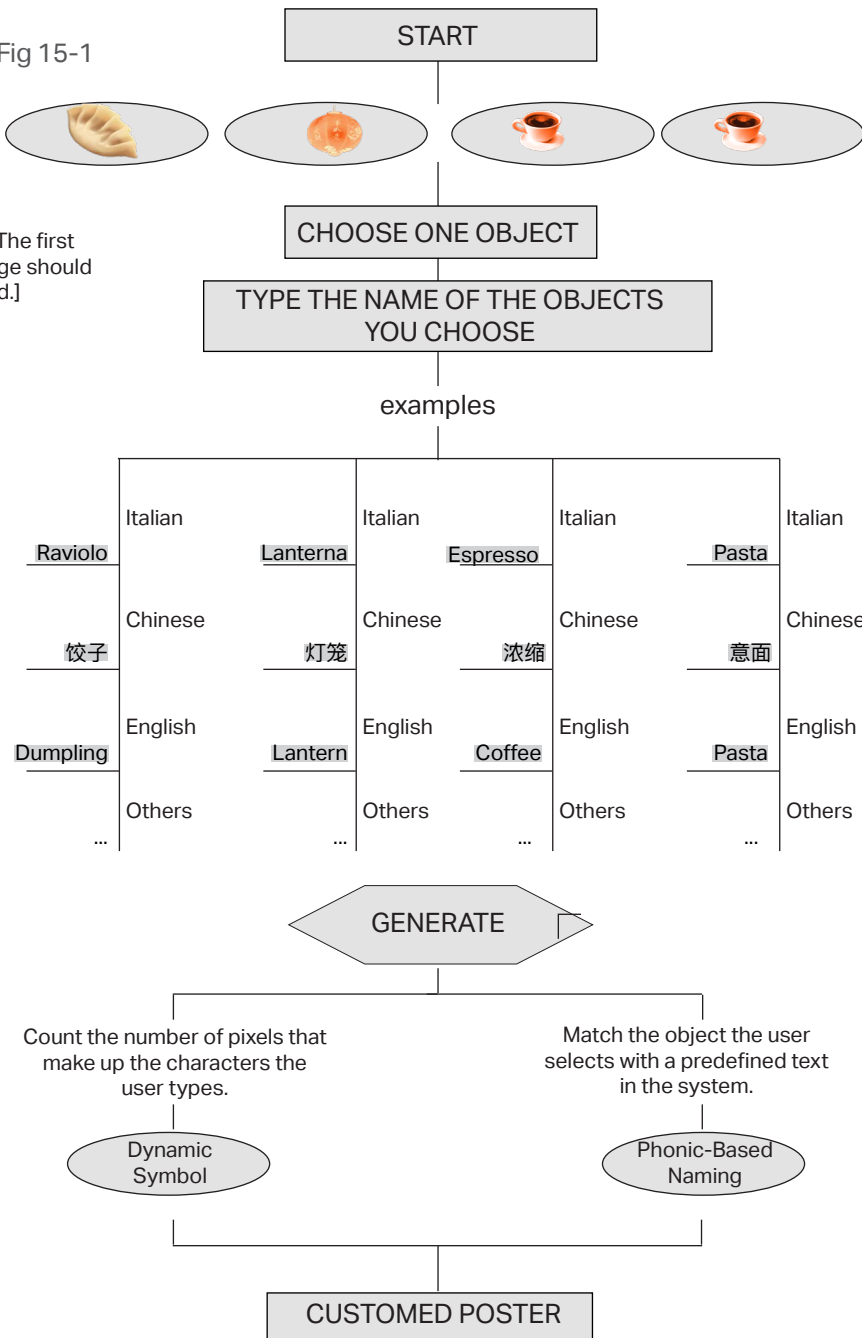 START
Fig 15-1
The first
ge should
d.]
CHOOSE ONE OBJECT
TYPE THE NAME OF THE OBJECTS
YOU CHOOSE
examples
Italian Italian Italian Italian
Raviolo Lanterna Espresso Pasta
Chinese Chinese Chinese Chinese
饺子 灯笼 浓缩 意面
English English English English
Dumpling Lantern Coffee Pasta
Others Others Others Others
... ... ... ...
GENERATE
Count the number of pixels that
make up the characters the
user types.
Match the object the user
selects with a predefined text
in the system.
Dynamic
Symbol
Phonic-Based
Naming
CUSTOMED POSTER